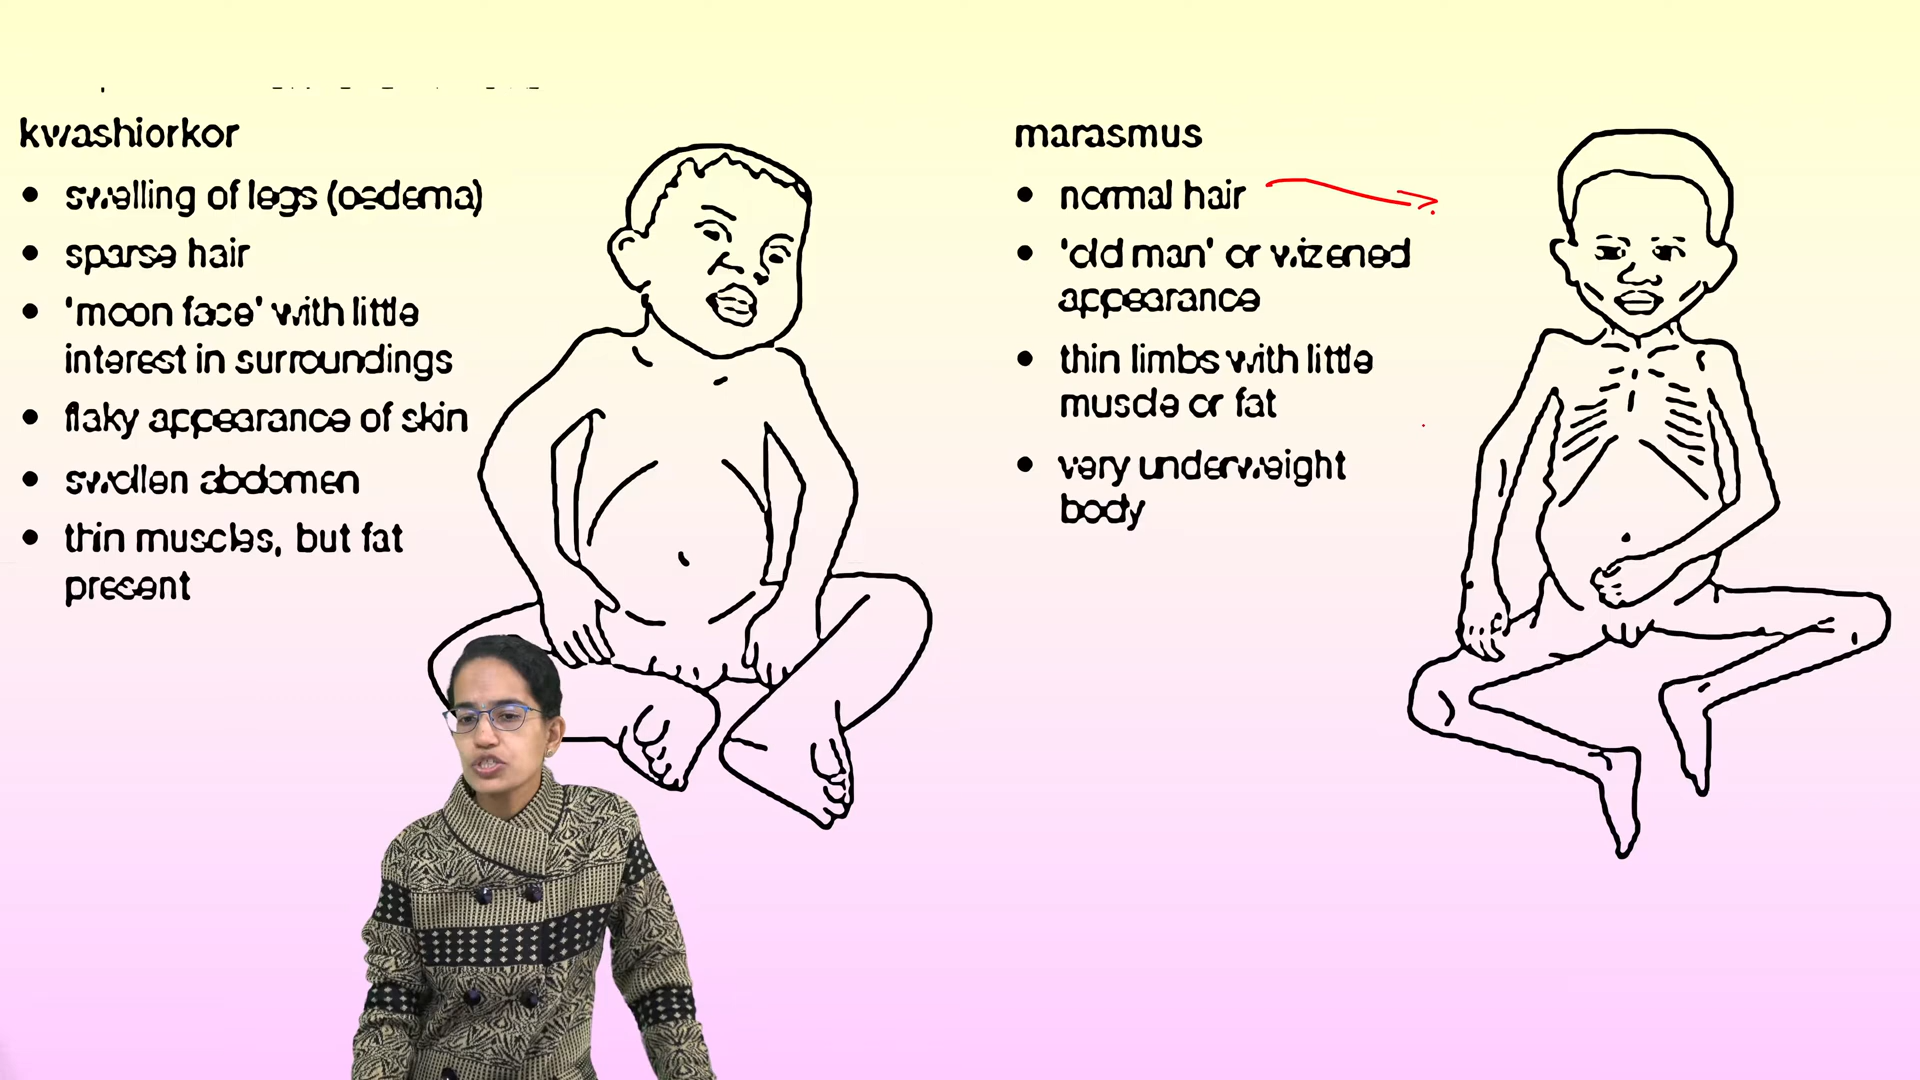 kwashiorkor
• swelling of legs (oedema)
• sparse hair
• 'moon face' with little
interest in surroundings
• flaky appearance of skin
• swollen abdomen
• thin muscles, but fat
present
marasmus
• normal hair
• 'old man' or wizened
appearance
• thin limbs with little
muscle or fat
• very underweight
body